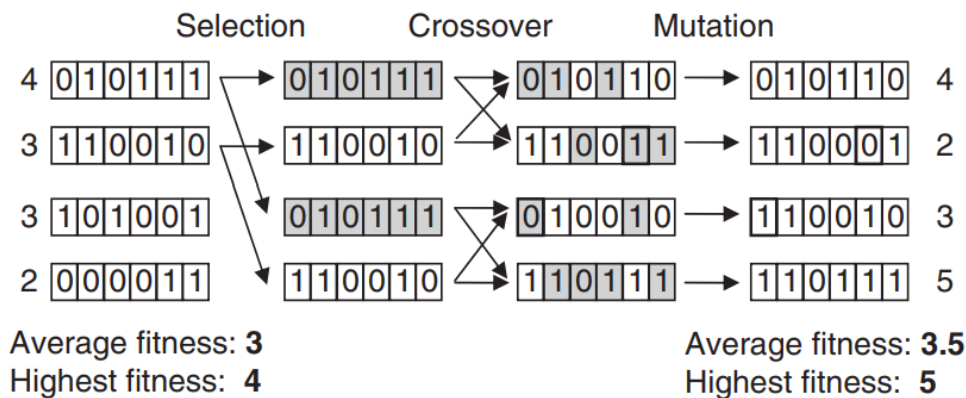 Selection Crossover Mutation
4 010111 010111 010110 010110 4
3 110010 110010 110011 110001 2
3 101001 010111 010010 110010 3
2 000011 110010 110111 110111 5
Average fitness: 3 Average fitness: 3.5
Highest fitness: 4 Highest fitness: 5